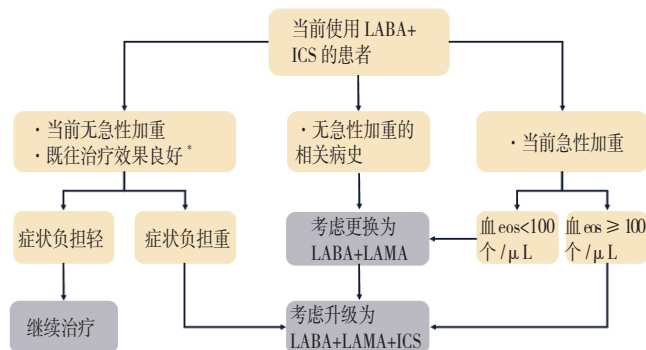 当前使用 LABA+
ICS 的患者
· 当前无急性加重
· 既往治疗效果良好*
· 无急性加重的
相关病史
· 当前急性加重
症状负担轻
症状负担重
考虑更换为
LABA+LAMA
血 eos<100
个 /μL
血 eos ≥ 100
个 /μL
继续治疗
考虑升级为
LABA+LAMA+ICS